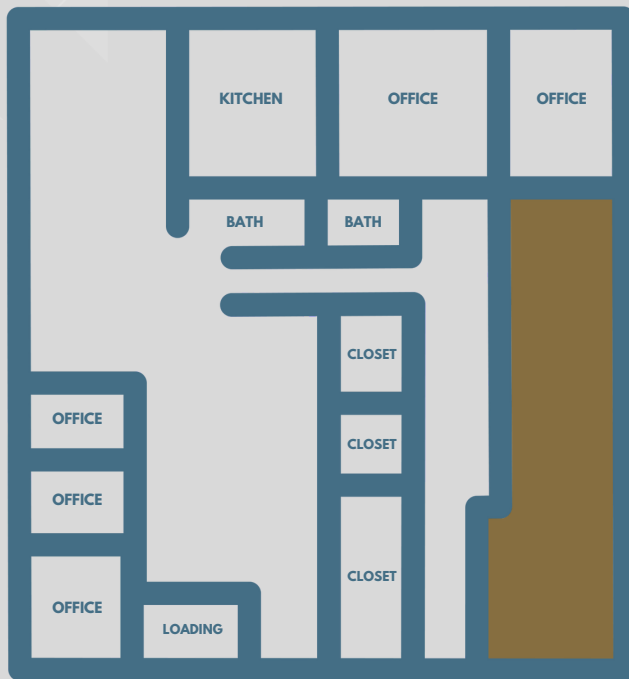 KITCHEN
OFFICE
OFFICE
BATH
BATH
CLOSET
OFFICE
CLOSET
OFFICE
CLOSET
OFFICE
LOADING